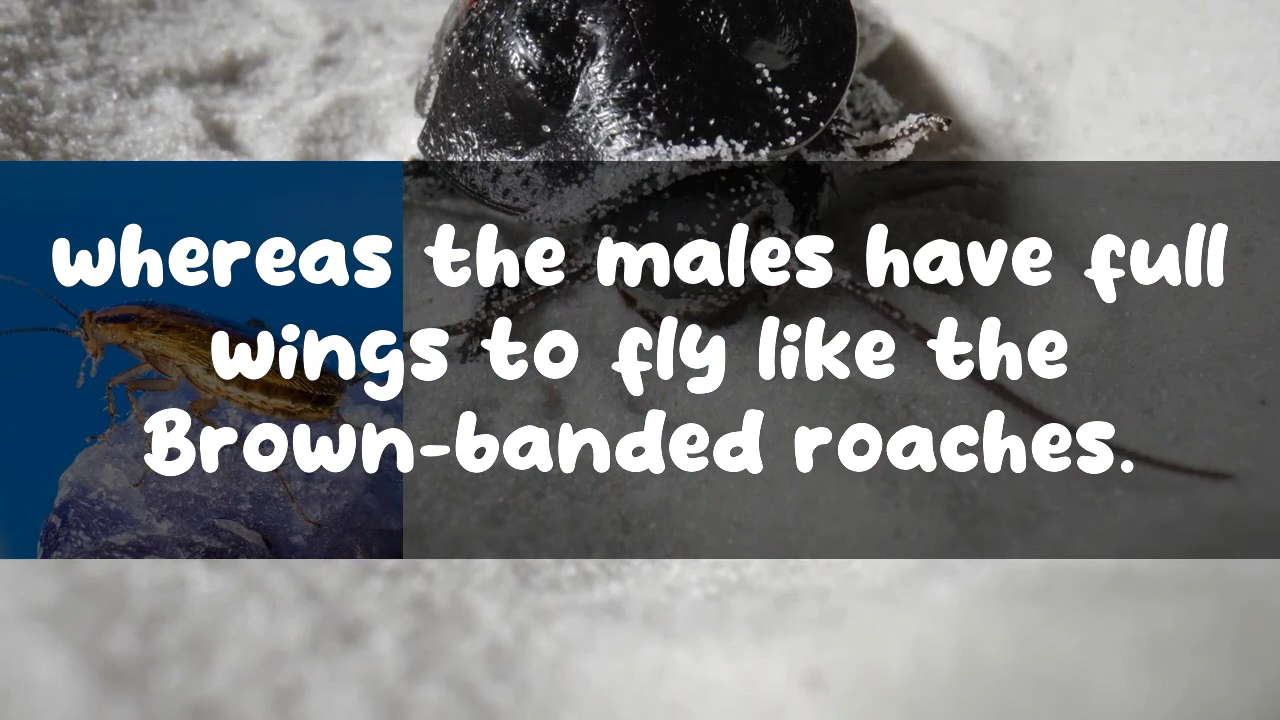 whereas the males have full
wings to fly like the
Brown-banded roaches.